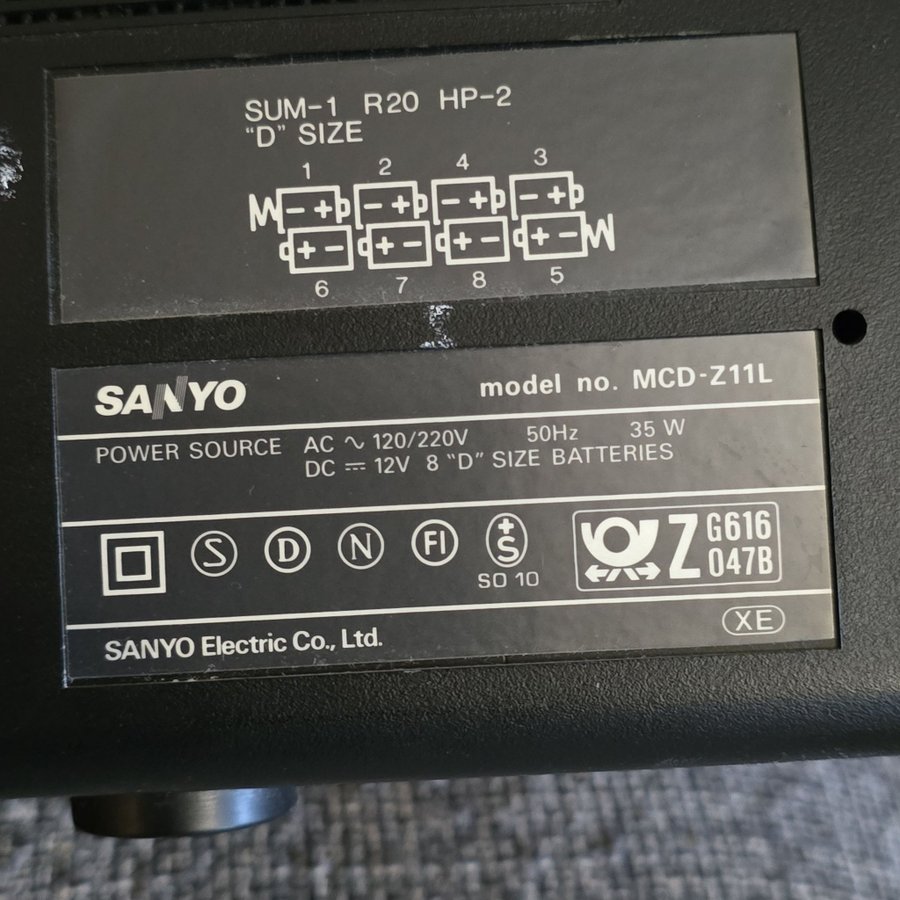 SUM-1 R20 HP-2
"D" SIZE
1 2 4 3
- + - + - + - +
+ - + - + - + -
6 7 8 5
SANYO model no. MCD-Z11L
POWER SOURCE AC ~ 120/220V 50Hz 35 W
DC ⎓ 12V 8 "D" SIZE BATTERIES
S D N FI +S Z G616
SO 10 047B
XE
SANYO Electric Co., Ltd.